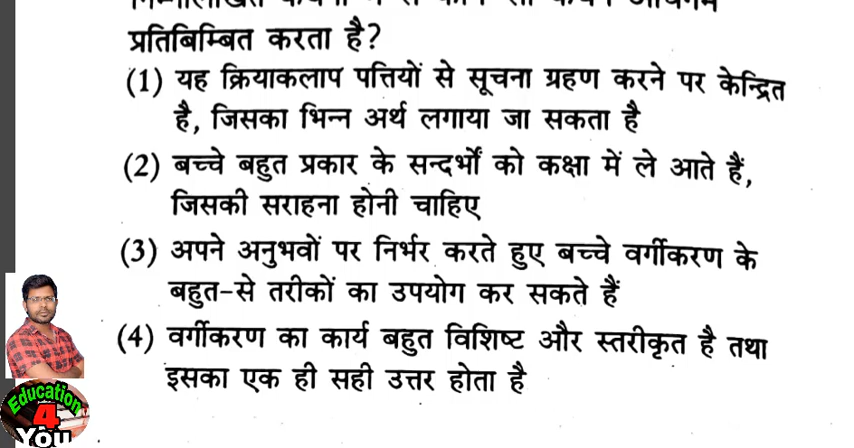 प्रतिबिम्बित करता है?
(1) यह क्रियाकलाप पत्तियों से सूचना ग्रहण करने पर केन्द्रित
है, जिसका भिन्न अर्थ लगाया जा सकता है
(2) बच्चे बहुत प्रकार के सन्दर्भों को कक्षा में ले आते हैं,
जिसकी सराहना होनी चाहिए
(3) अपने अनुभवों पर निर्भर करते हुए बच्चे वर्गीकरण के
बहुत-से तरीकों का उपयोग कर सकते हैं
(4) वर्गीकरण का कार्य बहुत विशिष्ट और स्तरीकृत है तथा
इसका एक ही सही उत्तर होता है
Education
4
You